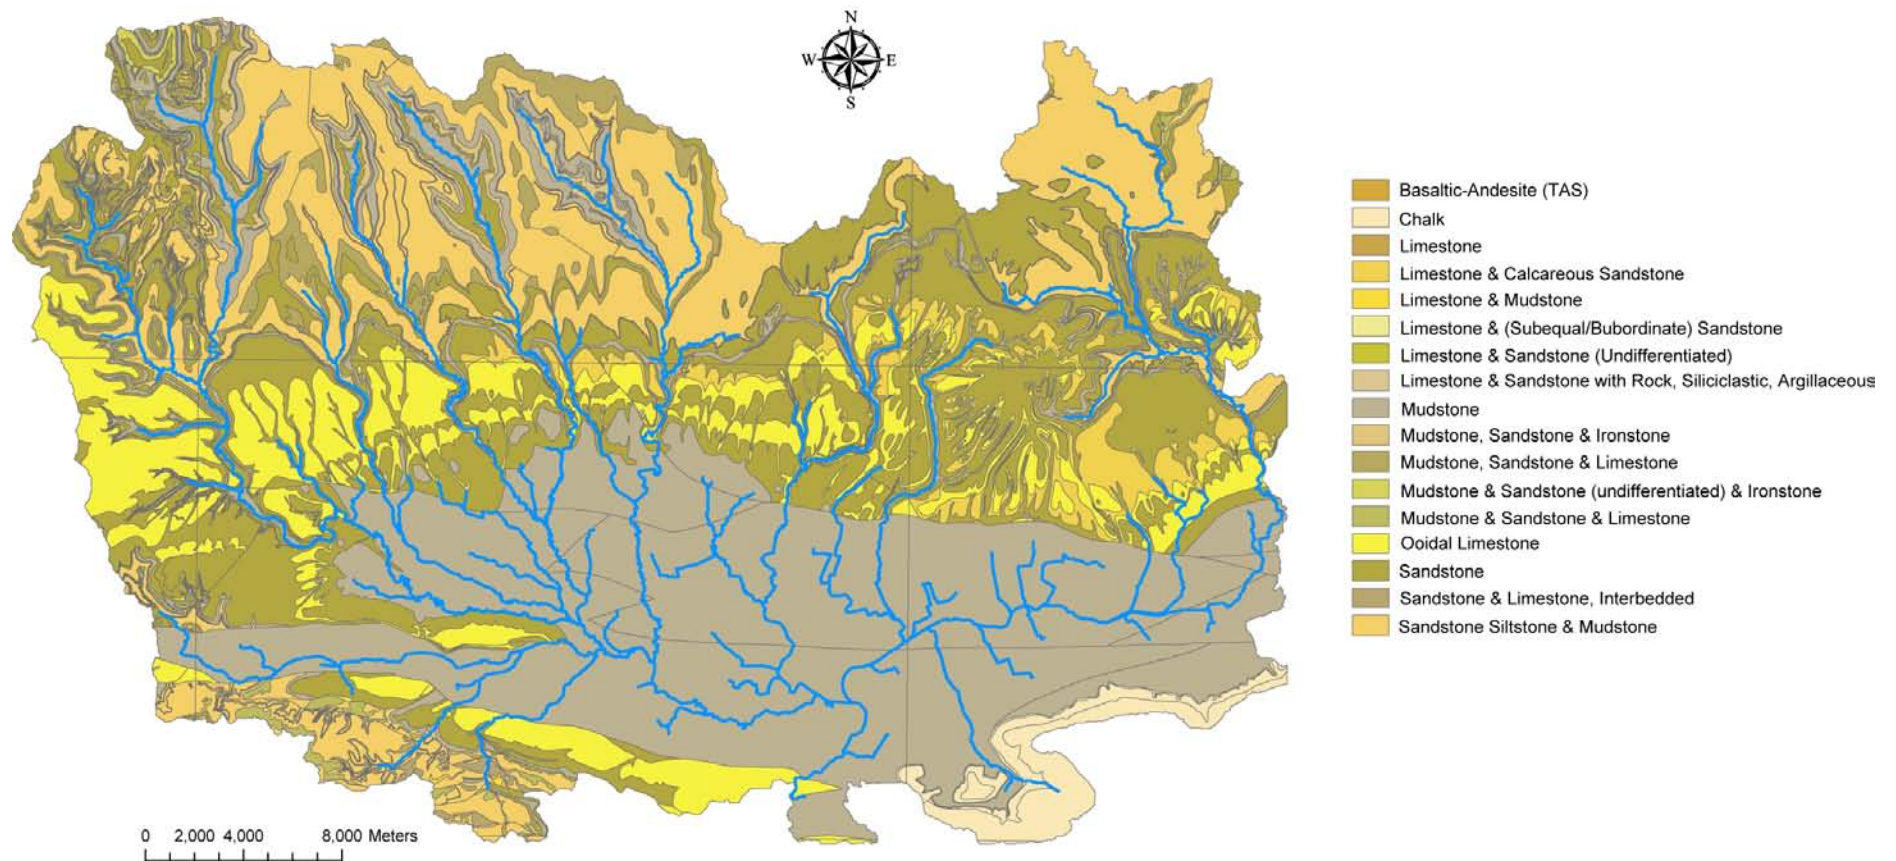 N
W E
S
Basaltic-Andesite (TAS)
Chalk
Limestone
Limestone & Calcareous Sandstone
Limestone & Mudstone
Limestone & (Subequal/Bubordinate) Sandstone
Limestone & Sandstone (Undifferentiated)
Limestone & Sandstone with Rock, Siliciclastic, Argillaceous
Mudstone
Mudstone, Sandstone & Ironstone
Mudstone, Sandstone & Limestone
Mudstone & Sandstone (undifferentiated) & Ironstone
Mudstone & Sandstone & Limestone
Ooidal Limestone
Sandstone
Sandstone & Limestone, Interbedded
Sandstone Siltstone & Mudstone
0 2,000 4,000 8,000 Meters